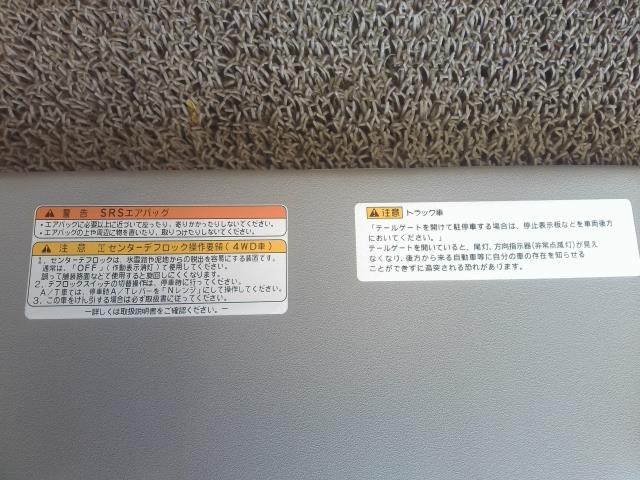 警告 SRSエアバッグ
・エアバッグに必要以上に近づいて座ったり、寄りかかったりしないでください。
・エアバッグの上や周辺に物を置いたり、取りつけたりしないでください。
注意 センターデフロック操作要領(4WD車)
1、センターデフロックは、氷雪路や泥地からの脱出を容易にする装置です。
通常は、「OFF」(作動表示消灯)で使用してください。
誤って舗装路面などで使用すると旋回しにくくなります。
2、デフロックスイッチの切替操作は、停車時に行ってください。
A/T車では、停車時A/Tレバーを「Nレンジ」にして操作してください。
3、この車をけん引する場合は必ず取扱書に従ってください。
ー詳しくは取扱説明書をご確認ください。ー
注意 トラック車
「テールゲートを開けて駐停車する場合は、停止表示板などを車両後方
においてください。」
テールゲートを開いていると、尾灯、方向指示器(非常点滅灯)が見え
なくなり、後方から来る自動車等に自分の車の存在を知らせる
ことができずに追突される恐れがあります。